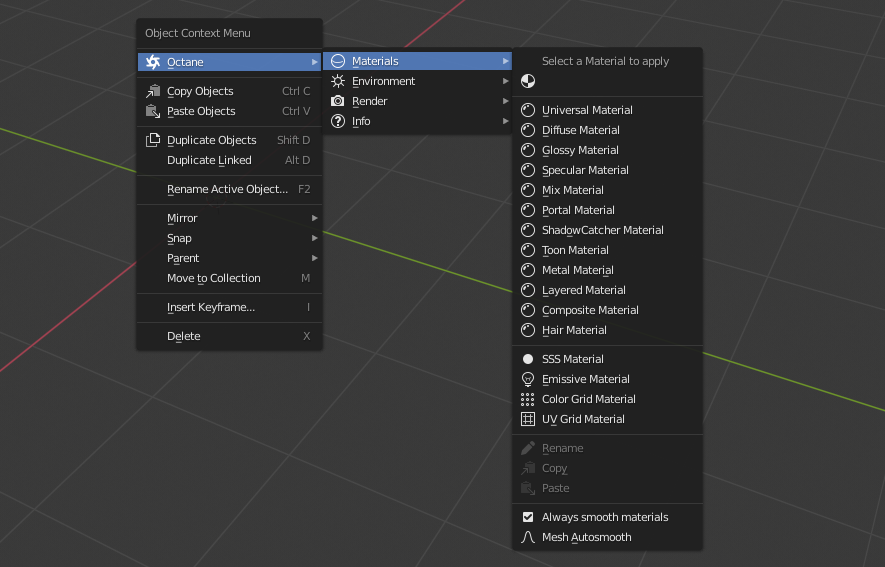 Object Context Menu
Octane
Copy Objects Ctrl C
Paste Objects Ctrl V
Duplicate Objects Shift D
Duplicate Linked Alt D
Rename Active Object... F2
Mirror
Snap
Parent
Move to Collection M
Insert Keyframe... I
Delete X
Materials
Environment
Render
Info
Select a Material to apply
Universal Material
Diffuse Material
Glossy Material
Specular Material
Mix Material
Portal Material
ShadowCatcher Material
Toon Material
Metal Material
Layered Material
Composite Material
Hair Material
SSS Material
Emissive Material
Color Grid Material
UV Grid Material
Rename
Copy
Paste
Always smooth materials
Mesh Autosmooth